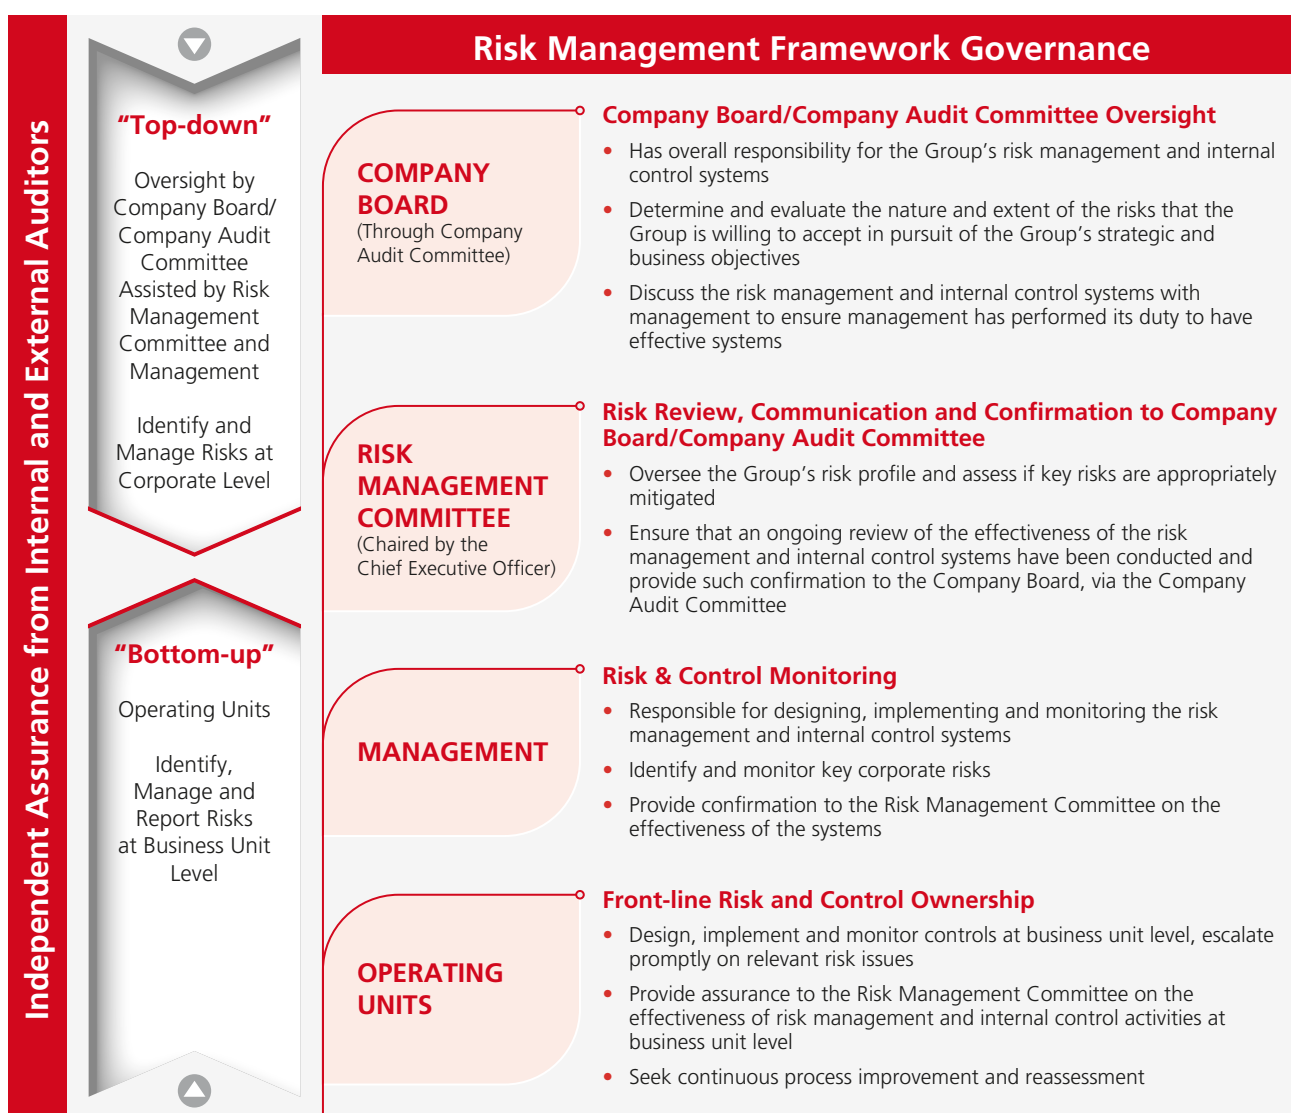 Independent Assurance from Internal and External Auditors
“Top-down”
Oversight by
Company Board/
Company Audit
Committee
Assisted by Risk
Management
Committee and
Management
Identify and
Manage Risks at
Corporate Level
“Bottom-up”
Operating Units
Identify,
Manage and
Report Risks
at Business Unit
Level
Risk Management Framework Governance
COMPANY
BOARD
(Through Company
Audit Committee)
Company Board/Company Audit Committee Oversight
• Has overall responsibility for the Group’s risk management and internal
control systems
• Determine and evaluate the nature and extent of the risks that the
Group is willing to accept in pursuit of the Group’s strategic and
business objectives
• Discuss the risk management and internal control systems with
management to ensure management has performed its duty to have
effective systems
RISK
MANAGEMENT
COMMITTEE
(Chaired by the
Chief Executive Officer)
Risk Review, Communication and Confirmation to Company
Board/Company Audit Committee
• Oversee the Group’s risk profile and assess if key risks are appropriately
mitigated
• Ensure that an ongoing review of the effectiveness of the risk
management and internal control systems have been conducted and
provide such confirmation to the Company Board, via the Company
Audit Committee
MANAGEMENT
Risk & Control Monitoring
• Responsible for designing, implementing and monitoring the risk
management and internal control systems
• Identify and monitor key corporate risks
• Provide confirmation to the Risk Management Committee on the
effectiveness of the systems
OPERATING
UNITS
Front-line Risk and Control Ownership
• Design, implement and monitor controls at business unit level, escalate
promptly on relevant risk issues
• Provide assurance to the Risk Management Committee on the
effectiveness of risk management and internal control activities at
business unit level
• Seek continuous process improvement and reassessment